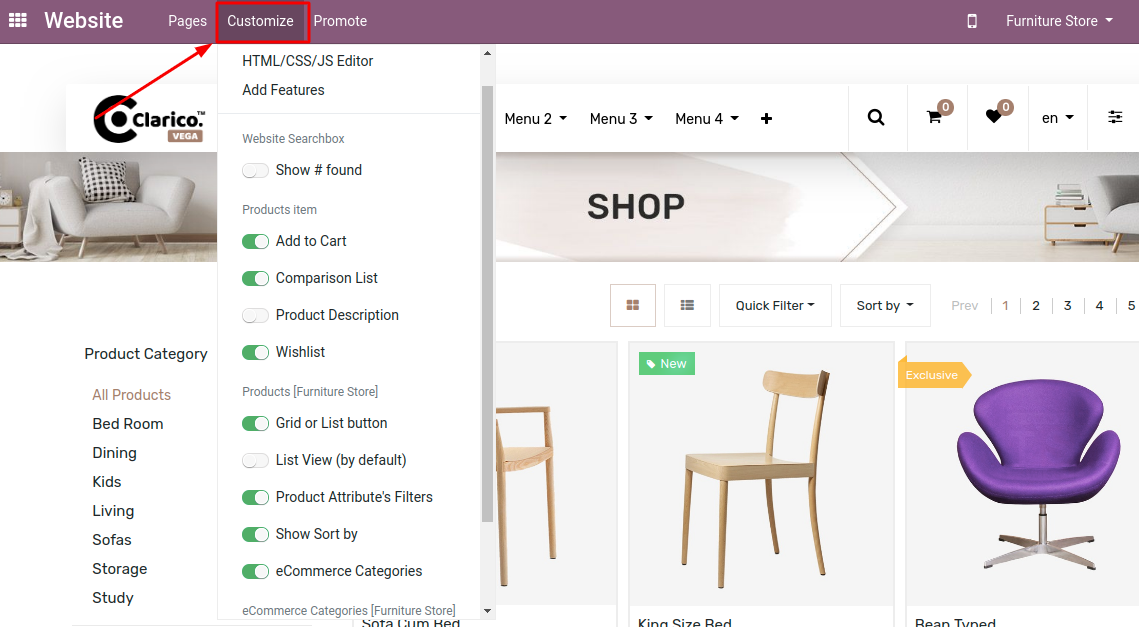 Website
Pages
Customize
Promote
Furniture Store
HTML/CSS/JS Editor
Add Features
Website Searchbox
Show # found
Products item
Add to Cart
Comparison List
Product Description
Wishlist
Products [Furniture Store]
Grid or List button
List View (by default)
Product Attribute's Filters
Show Sort by
eCommerce Categories
eCommerce Categories [Furniture Store]
Clarico.™
VEGA
Menu 2
Menu 3
Menu 4
0
0
en
SHOP
Quick Filter
Sort by
Prev
1
2
3
4
5
Product Category
All Products
Bed Room
Dining
Kids
Living
Sofas
Storage
Study
New
Exclusive
Sofa Cum Bed
King Size Bed
Bean Typed